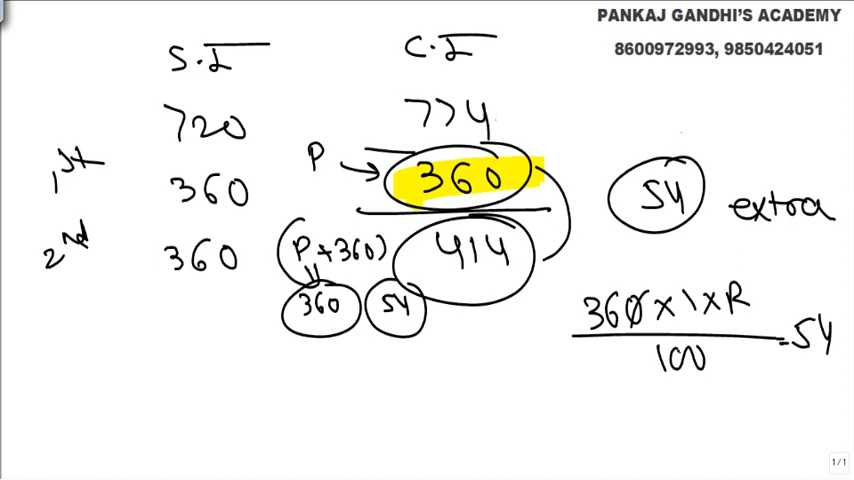 PANKAJ GANDHI'S ACADEMY
8600972993, 9850424051
S.I C.I
720 774
1st 360 P → 360
54 extra
2nd 360 (P+360) 414
360 54
360×1×R
100
=54
1/1